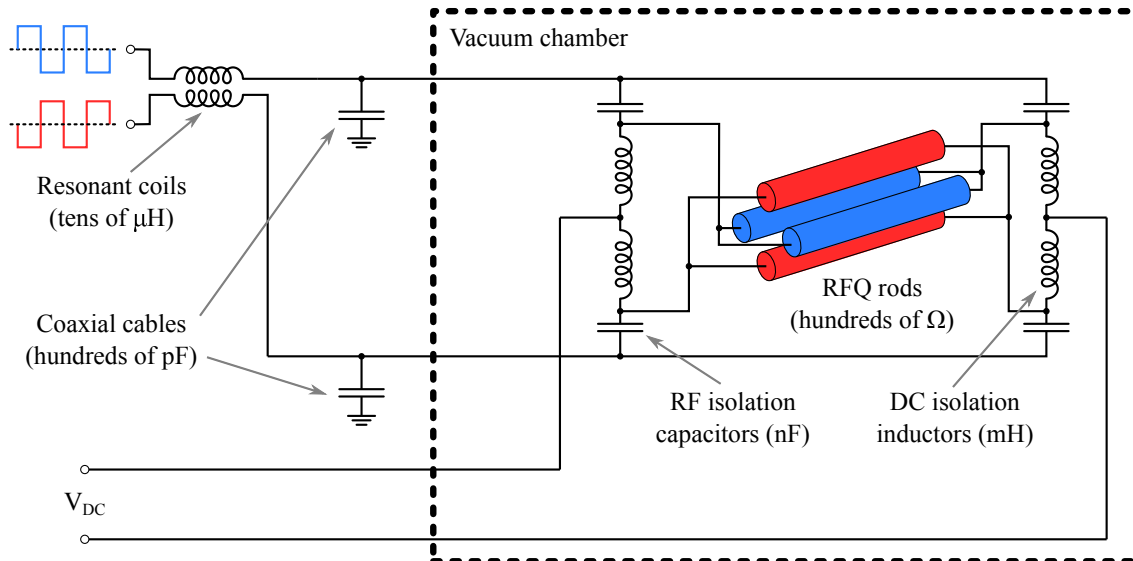 Vacuum chamber
Resonant coils
(tens of μH)
Coaxial cables
(hundreds of pF)
RFQ rods
(hundreds of Ω)
RF isolation
capacitors (nF)
DC isolation
inductors (mH)
V_DC